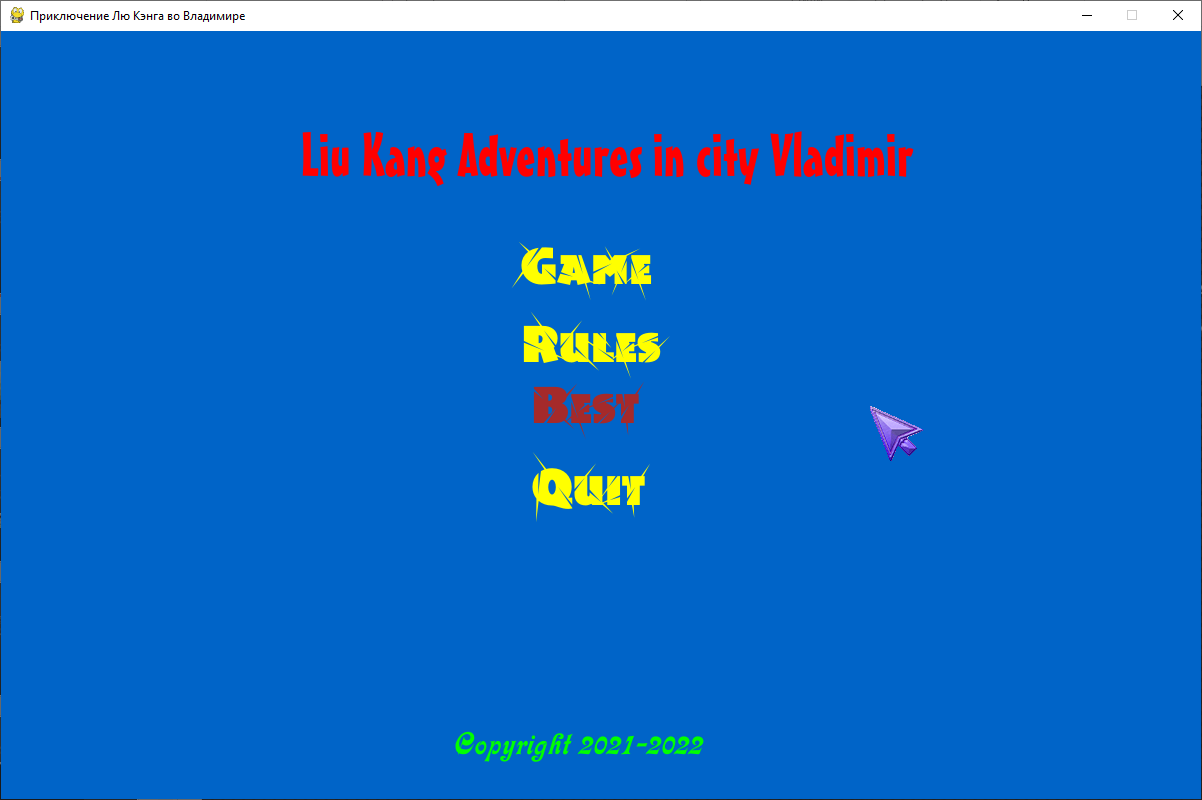 Приключение Лю Кэнга во Владимире
Liu Kang Adventures in city Vladimir
Game
Rules
Best
Quit
Copyright 2021-2022